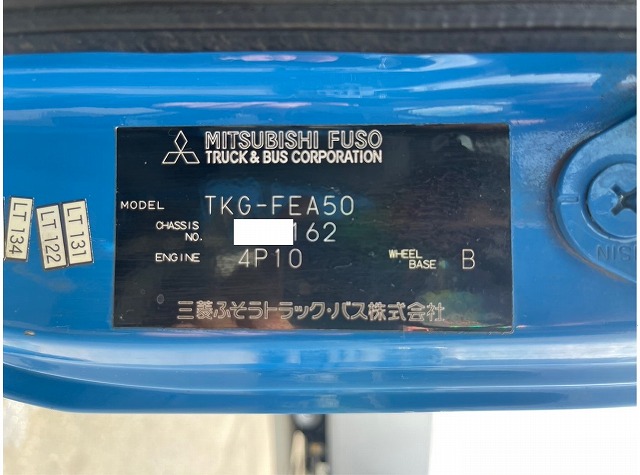 MITSUBISHI FUSO
TRUCK & BUS CORPORATION
MODEL TKG-FEA50
CHASSIS NO. 162
ENGINE 4P10 WHEEL BASE B
三菱ふそうトラック・バス株式会社
LT 134
LT 122
LT 131